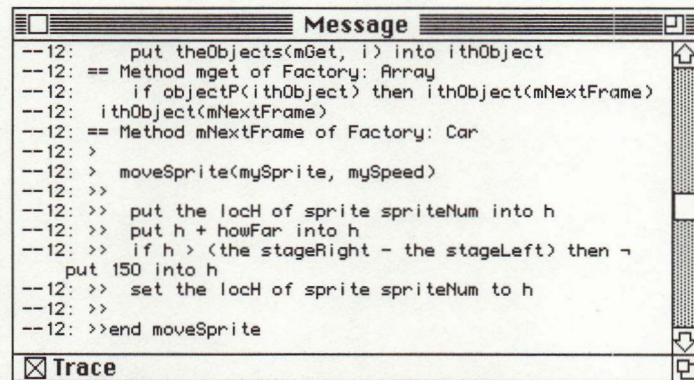 Message
--12:      put theObjects(mGet, i) into ithObject
--12: == Method mget of Factory: Array
--12:      if objectP(ithObject) then ithObject(mNextFrame)
--12:  ithObject(mNextFrame)
--12: == Method mNextFrame of Factory: Car
--12: >
--12: >  moveSprite(mySprite, mySpeed)
--12: >>
--12: >>  put the locH of sprite spriteNum into h
--12: >>  put h + howFar into h
--12: >>  if h > (the stageRight - the stageLeft) then ¬
put 150 into h
--12: >>  set the locH of sprite spriteNum to h
--12: >>
--12: >>end moveSprite
Trace